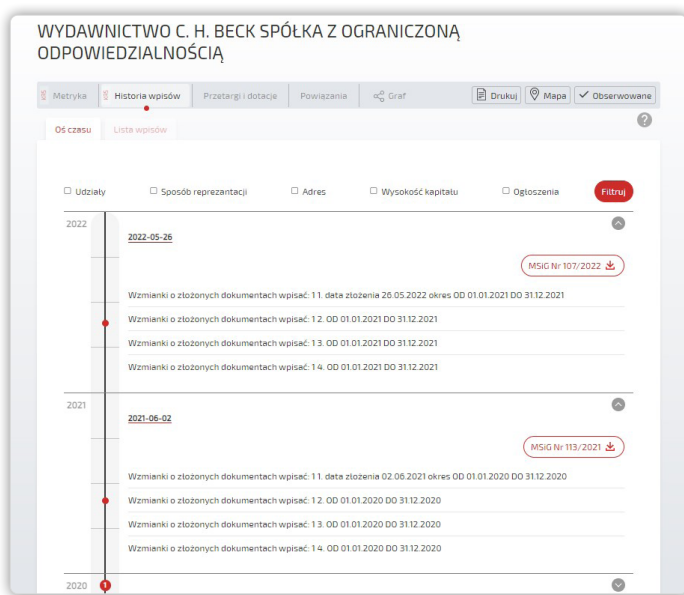 WYDAWNICTWO C. H. BECK SPÓŁKA Z OGRANICZONĄ
ODPOWIEDZIALNOŚCIĄ
Metryka Historia wpisów Przetargi i dotacje Powiązania Graf Drukuj Mapa Obserwowane
Oś czasu Lista wpisów ?
Udziały Sposób reprezantacji Adres Wysokość kapitału Ogłoszenia Filtruj
2022
2022-05-26
MSiG Nr 107/2022
Wzmianki o złożonych dokumentach wpisać: 1 1. data złożenia 26.05.2022 okres OD 01.01.2021 DO 31.12.2021
Wzmianki o złożonych dokumentach wpisać: 1 2. OD 01.01.2021 DO 31.12.2021
Wzmianki o złożonych dokumentach wpisać: 1 3. OD 01.01.2021 DO 31.12.2021
Wzmianki o złożonych dokumentach wpisać: 1 4. OD 01.01.2021 DO 31.12.2021
2021
2021-06-02
MSiG Nr 113/2021
Wzmianki o złożonych dokumentach wpisać: 1 1. data złożenia 02.06.2021 okres OD 01.01.2020 DO 31.12.2020
Wzmianki o złożonych dokumentach wpisać: 1 2. OD 01.01.2020 DO 31.12.2020
Wzmianki o złożonych dokumentach wpisać: 1 3. OD 01.01.2020 DO 31.12.2020
Wzmianki o złożonych dokumentach wpisać: 1 4. OD 01.01.2020 DO 31.12.2020
2020 1